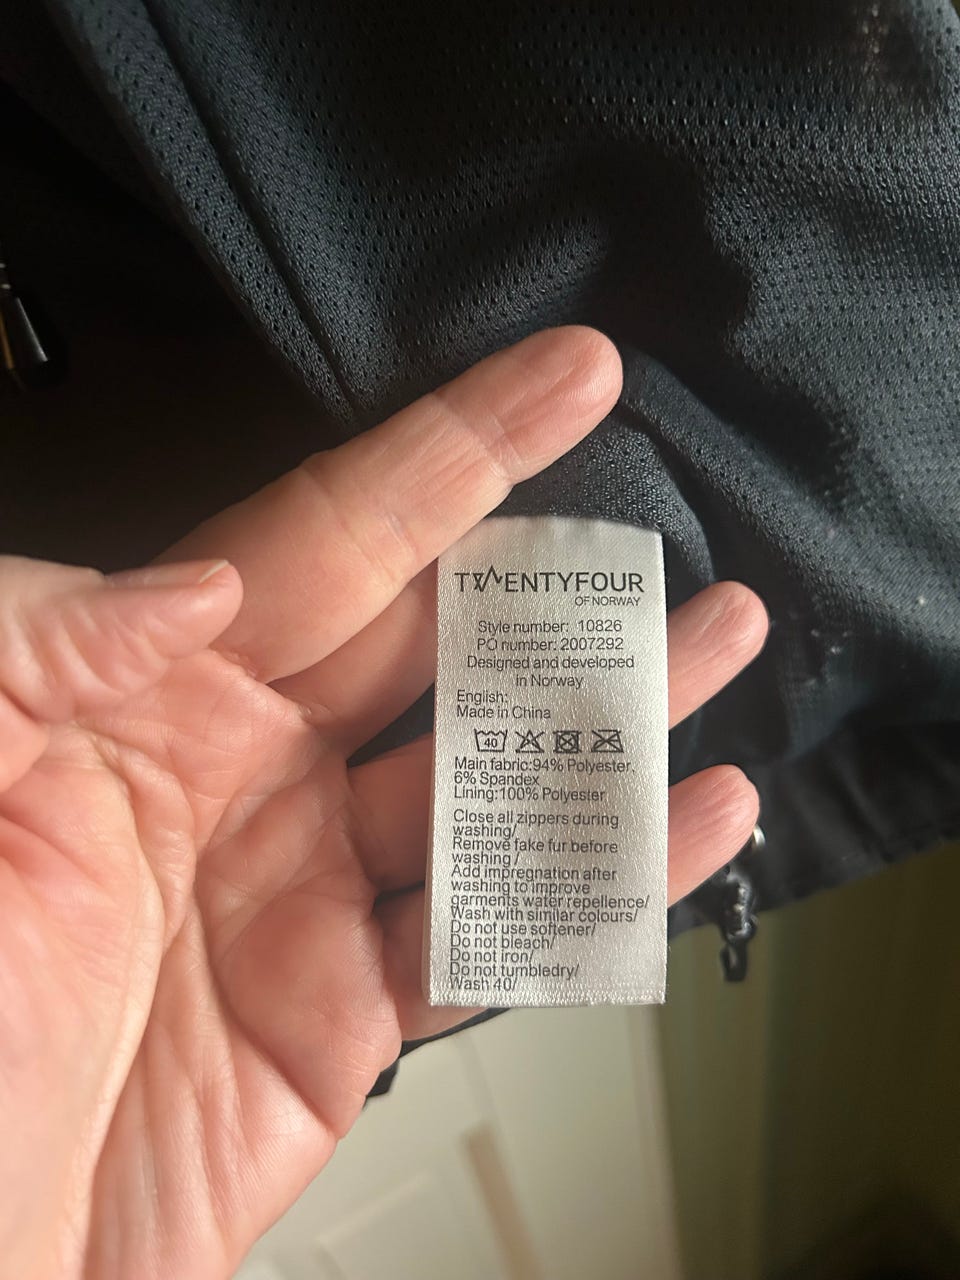 TWENTYFOUR
OF NORWAY
Style number: 10826
PO number: 2007292
Designed and developed
in Norway
English:
Made in China
40
Main fabric:94% Polyester,
6% Spandex
Lining:100% Polyester
Close all zippers during
washing/
Remove fake fur before
washing /
Add impregnation after
washing to improve
garments water repellence/
Wash with similar colours/
Do not use softener/
Do not bleach/
Do not iron/
Do not tumbledry/
Wash 40/